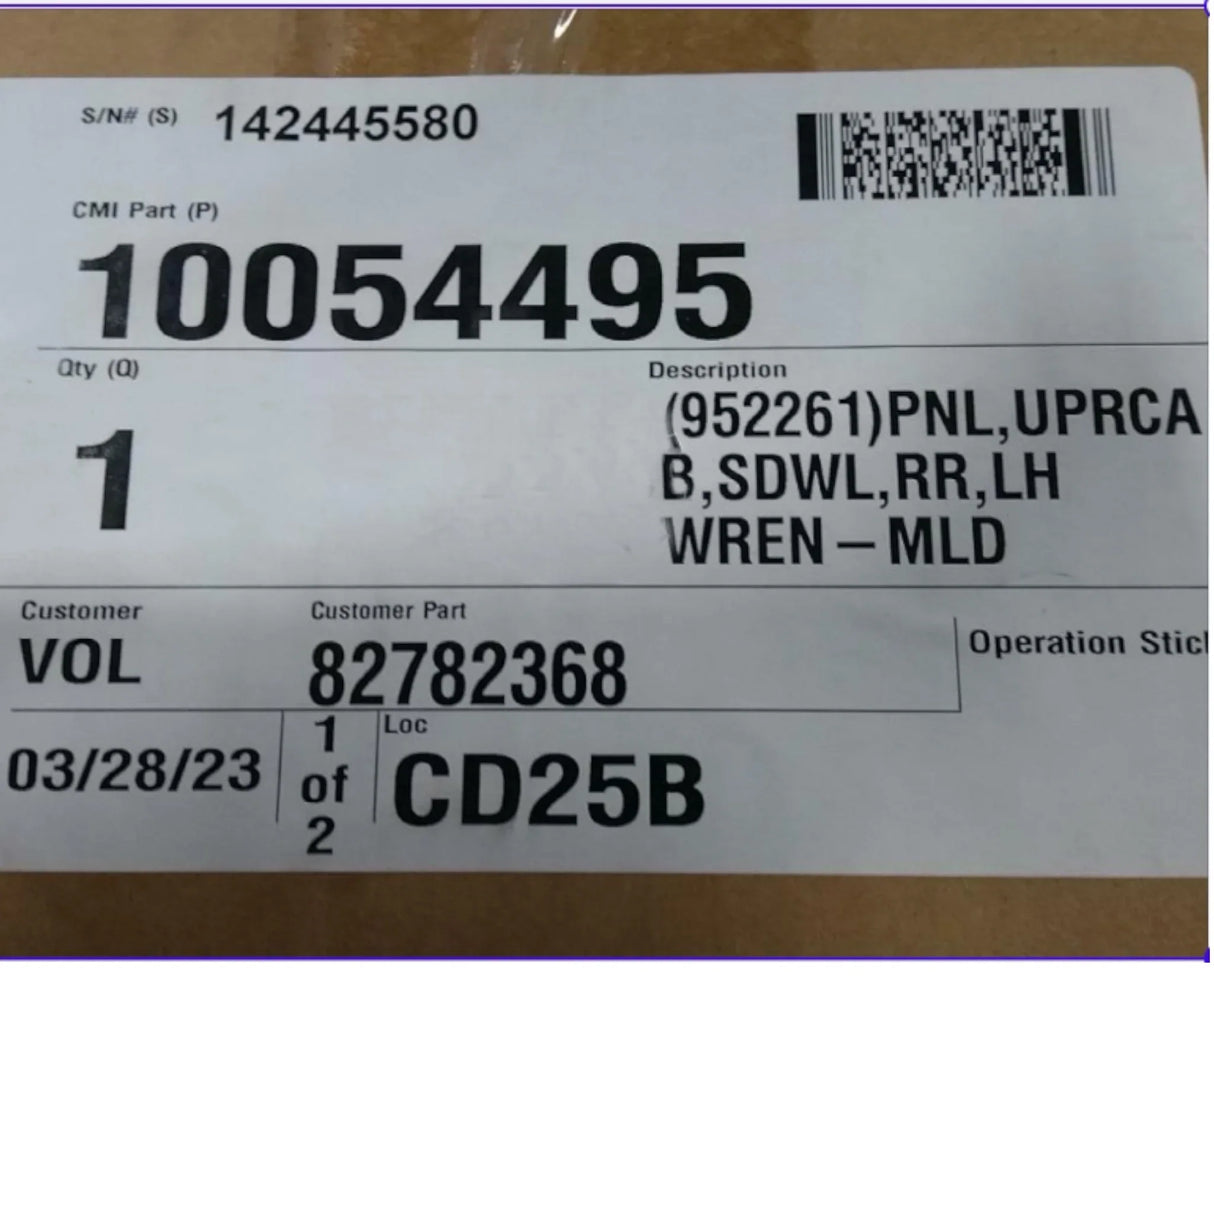 S/N# (S) 142445580
CMI Part (P)
10054495
Qty (Q)
1
Description
(952261)PNL,UPRCA
B,SDWL,RR,LH
WREN-MLD
Customer
VOL
Customer Part
82782368
Operation Sticl
03/28/23
1
of
2
Loc
CD25B